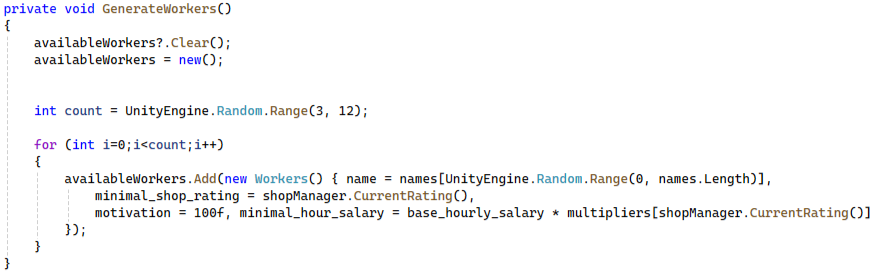 private void GenerateWorkers()
{
    availableWorkers?.Clear();
    availableWorkers = new();
    int count = UnityEngine.Random.Range(3, 12);
    for (int i=0;i<count;i++)
    {
        availableWorkers.Add(new Workers() { name = names[UnityEngine.Random.Range(0, names.Length)],
            minimal_shop_rating = shopManager.CurrentRating(),
            motivation = 100f, minimal_hour_salary = base_hourly_salary * multipliers[shopManager.CurrentRating()]
        });
    }
}